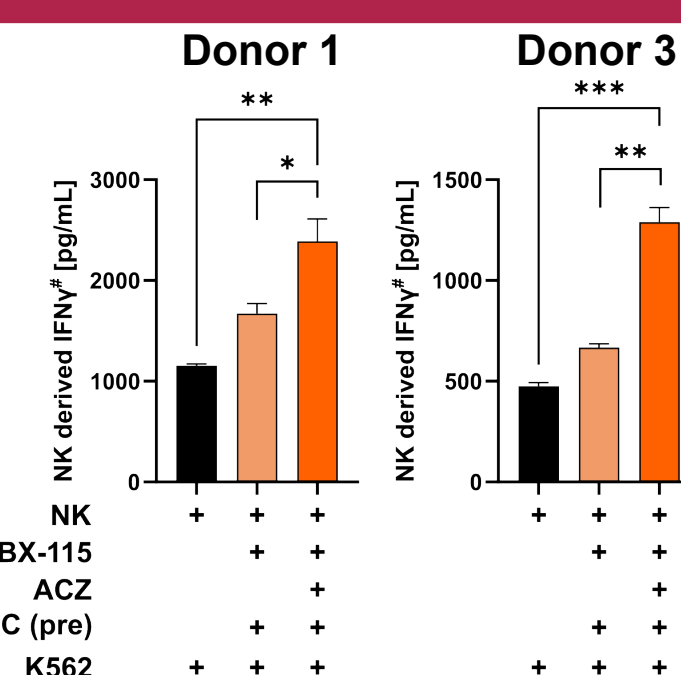 Donor 1 Donor 3
** ***
* **
3000 1500
2000 1000
1000 500
0 0
NK derived IFNγ# [pg/mL] NK derived IFNγ# [pg/mL]
NK + + + + + +
BX-115 + + + +
ACZ + +
C (pre) + + + +
K562 + + + + + +